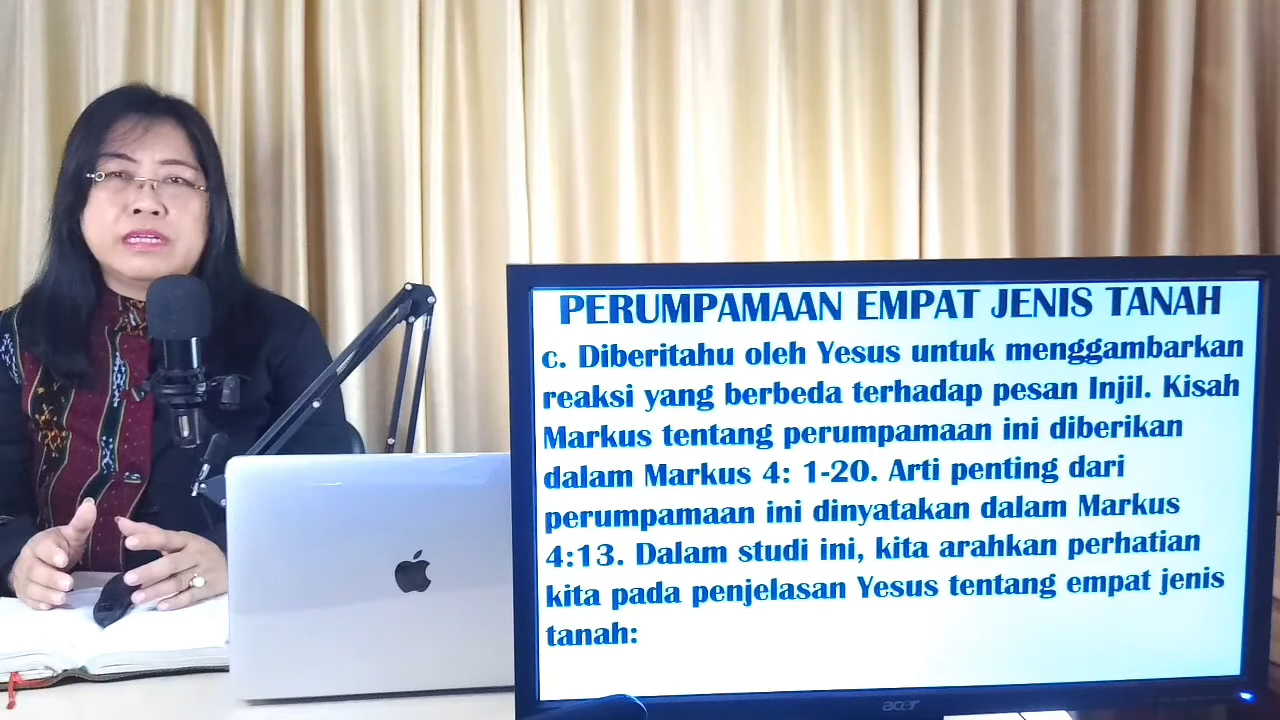 PERUMPAMAAN EMPAT JENIS TANAH
c. Diberitahu oleh Yesus untuk menggambarkan
reaksi yang berbeda terhadap pesan Injil. Kisah
Markus tentang perumpamaan ini diberikan
dalam Markus 4: 1-20. Arti penting dari
perumpamaan ini dinyatakan dalam Markus
4:13. Dalam studi ini, kita arahkan perhatian
kita pada penjelasan Yesus tentang empat jenis
tanah:
acer